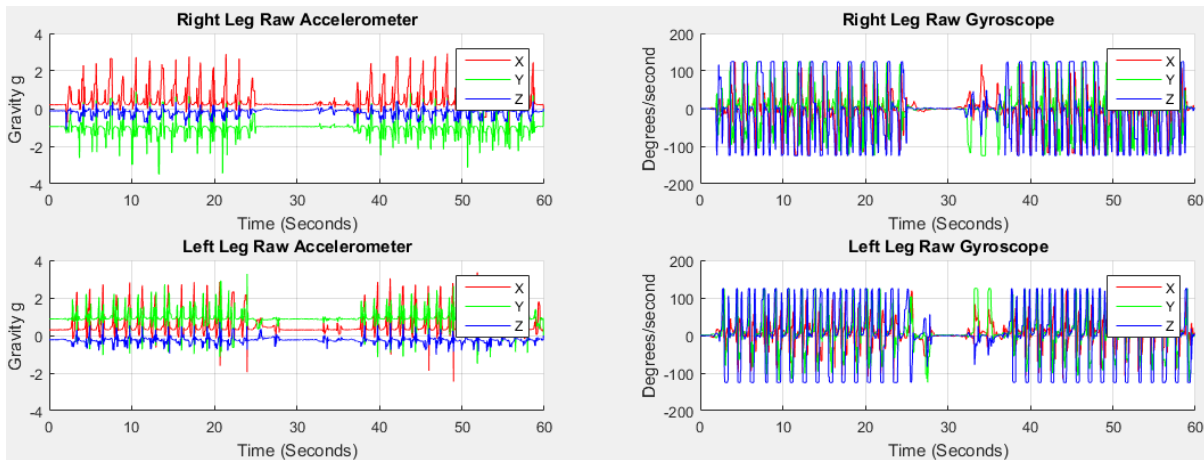 Right Leg Raw Accelerometer
Gravity g
4
2
0
-2
-4
0 10 20 30 40 50 60
Time (Seconds)
X
Y
Z
Right Leg Raw Gyroscope
Degrees/second
200
100
0
-100
-200
0 10 20 30 40 50 60
Time (Seconds)
X
Y
Z
Left Leg Raw Accelerometer
Gravity g
4
2
0
-2
-4
0 10 20 30 40 50 60
Time (Seconds)
X
Y
Z
Left Leg Raw Gyroscope
Degrees/second
200
100
0
-100
-200
0 10 20 30 40 50 60
Time (Seconds)
X
Y
Z